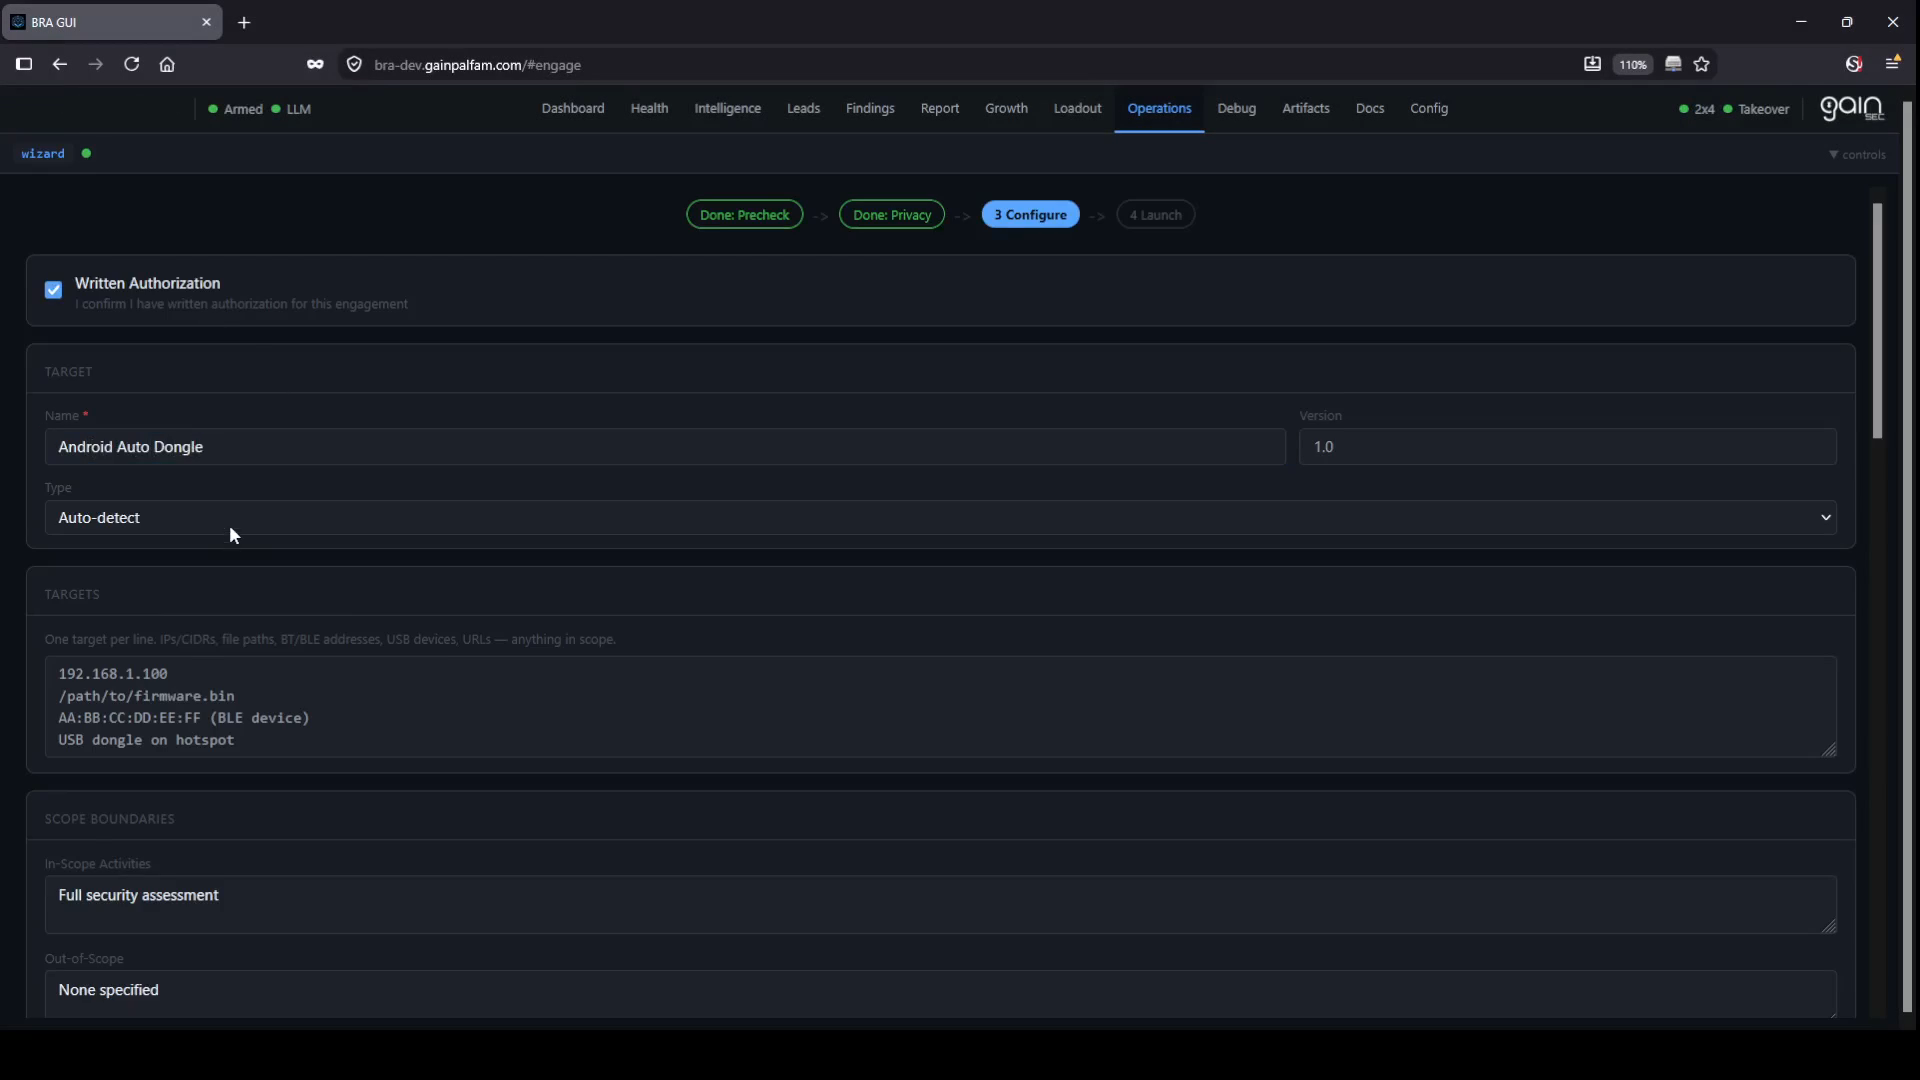 BRA GUI
bra-dev.gainpalfam.com/#engage
110%
Armed LLM
Dashboard Health Intelligence Leads Findings Report Growth Loadout Operations Debug Artifacts Docs Config
2x4 Takeover
gain SEC
wizard
▼ controls
Done: Precheck -> Done: Privacy -> 3 Configure -> 4 Launch
Written Authorization
I confirm I have written authorization for this engagement
TARGET
Name * Version
Android Auto Dongle 1.0
Type
Auto-detect
TARGETS
One target per line. IPs/CIDRs, file paths, BT/BLE addresses, USB devices, URLs — anything in scope.
192.168.1.100
/path/to/firmware.bin
AA:BB:CC:DD:EE:FF (BLE device)
USB dongle on hotspot
SCOPE BOUNDARIES
In-Scope Activities
Full security assessment
Out-of-Scope
None specified